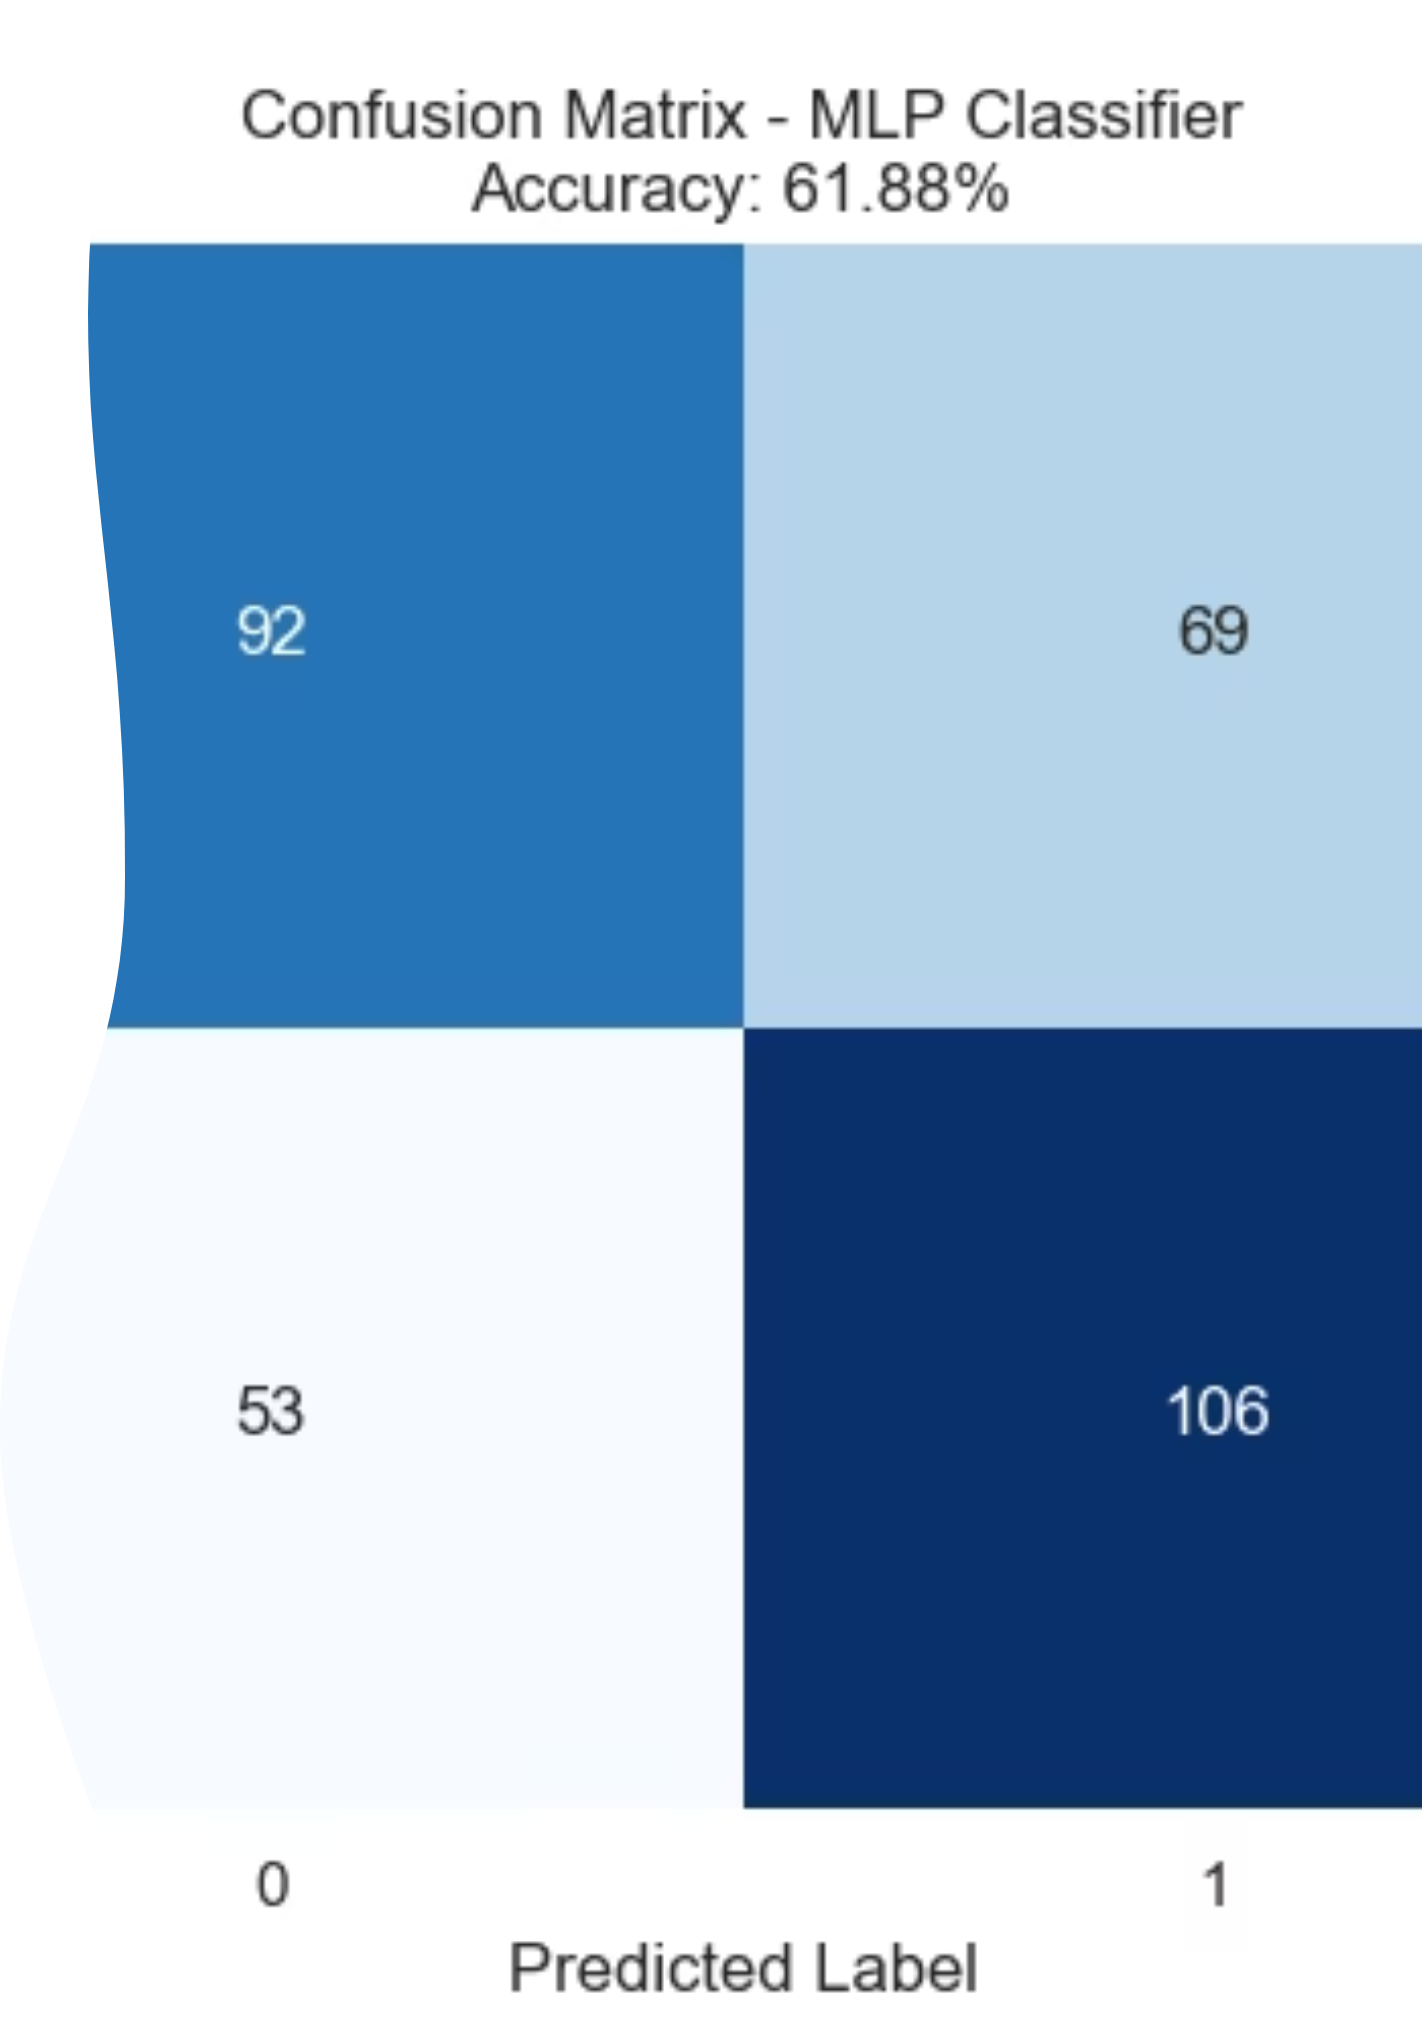 Confusion Matrix - MLP Classifier
Accuracy: 61.88%
92 69
53 106
0 1
Predicted Label